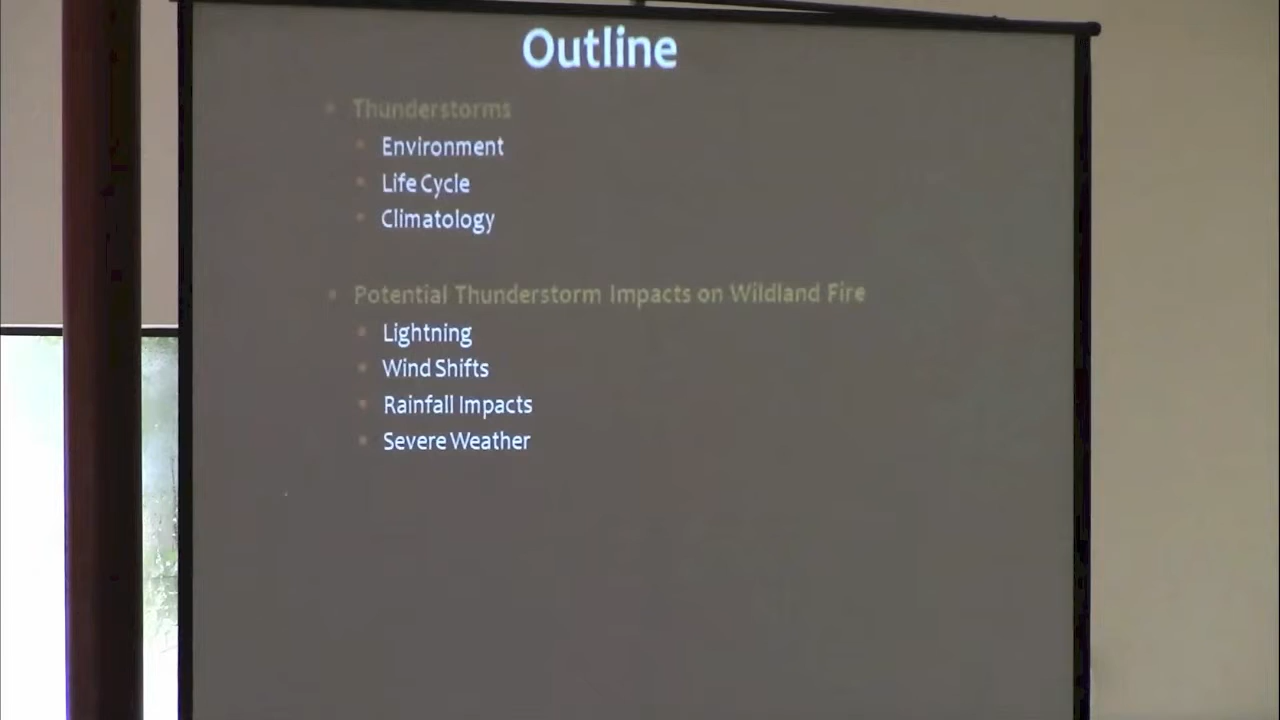 Outline
• Thunderstorms
• Environment
• Life Cycle
• Climatology
• Potential Thunderstorm Impacts on Wildland Fire
• Lightning
• Wind Shifts
• Rainfall Impacts
• Severe Weather